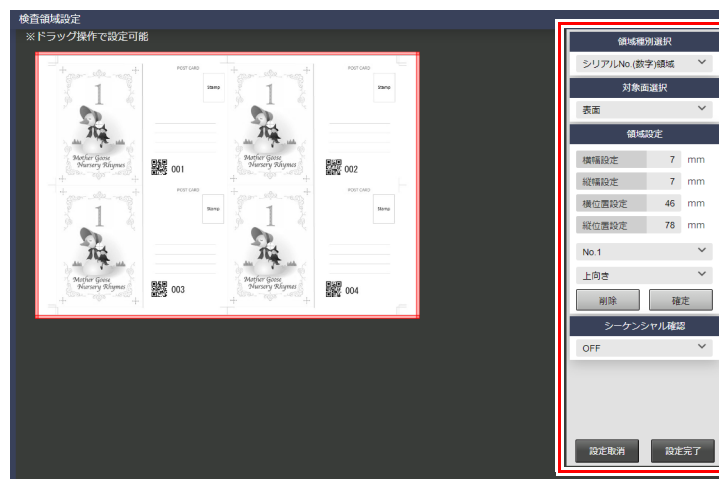 検査領域設定
※ドラッグ操作で設定可能
POST CARD
Stamp
1
Mother Goose
Nursery Rhymes
001
POST CARD
Stamp
1
Mother Goose
Nursery Rhymes
002
POST CARD
Stamp
1
Mother Goose
Nursery Rhymes
003
POST CARD
Stamp
1
Mother Goose
Nursery Rhymes
004
領域種別選択
シリアルNo.(数字)領域
対象面選択
表面
領域設定
横幅設定 7 mm
縦幅設定 7 mm
横位置設定 46 mm
縦位置設定 78 mm
No.1
上向き
削除 確定
シーケンシャル確認
OFF
設定取消 設定完了